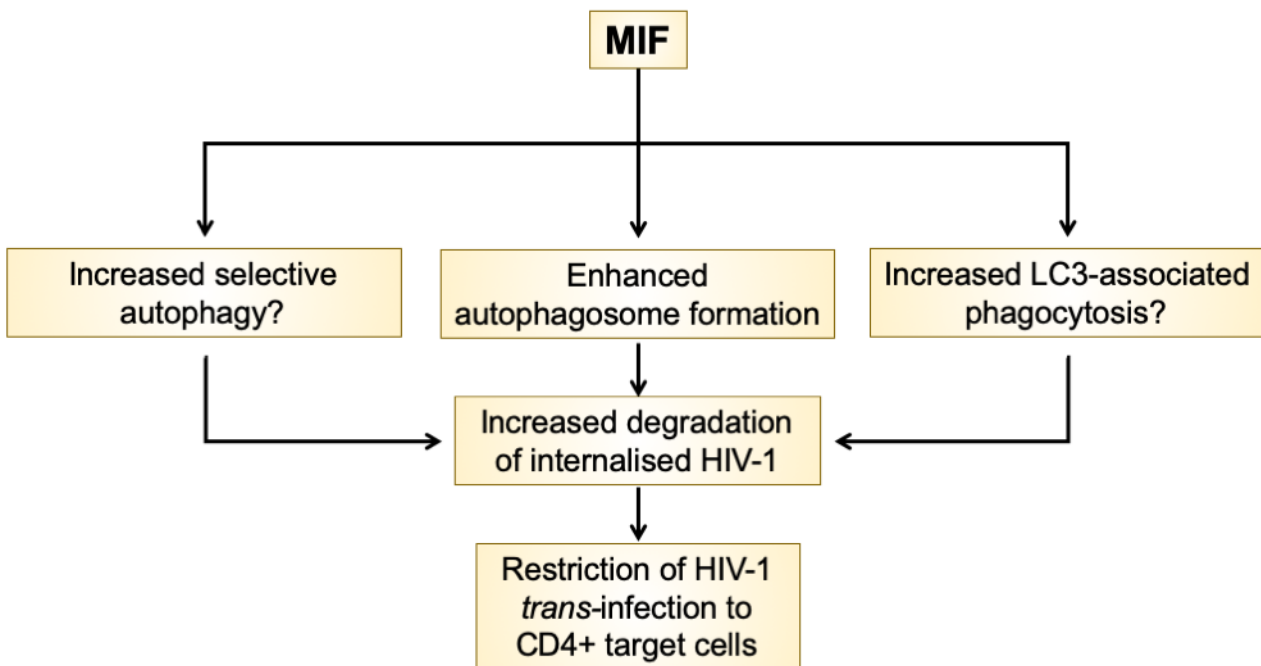 MIF
Increased selective
autophagy?
Enhanced
autophagosome formation
Increased LC3-associated
phagocytosis?
Increased degradation
of internalised HIV-1
Restriction of HIV-1
trans-infection to
CD4+ target cells